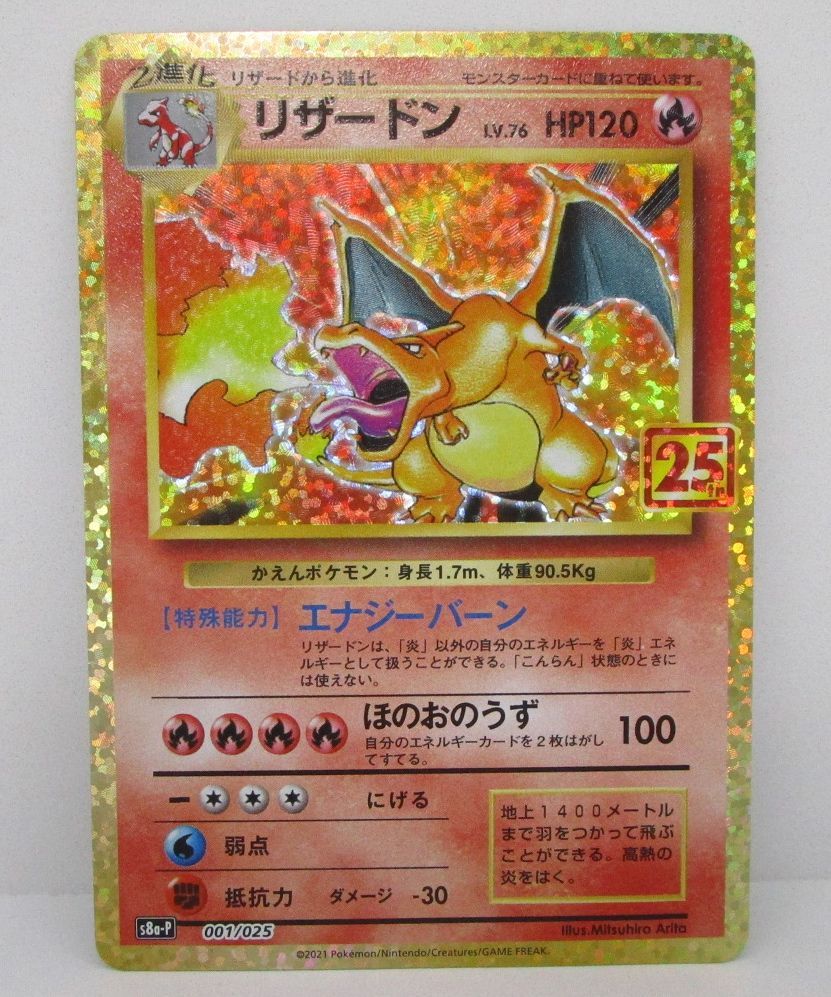 2進化 リザードから進化 モンスターカードに重ねて使います。
リザードン LV.76 HP120
25th
かえんポケモン：身長1.7m、体重90.5Kg
【特殊能力】 エナジーバーン
リザードンは、「炎」以外の自分のエネルギーを「炎」エネ
ルギーとして扱うことができる。「こんらん」状態のときに
は使えない。
ほのおのうず 100
自分のエネルギーカードを２枚はがし
てすてる。
ー にげる
弱点
抵抗力 ダメージ -30
地上１４００メートル
まで羽をつかって飛ぶ
ことができる。高熱の
炎をはく。
s8a-P 001/025 Illus.Mitsuhiro Arita
©2021 Pokémon/Nintendo/Creatures/GAME FREAK.